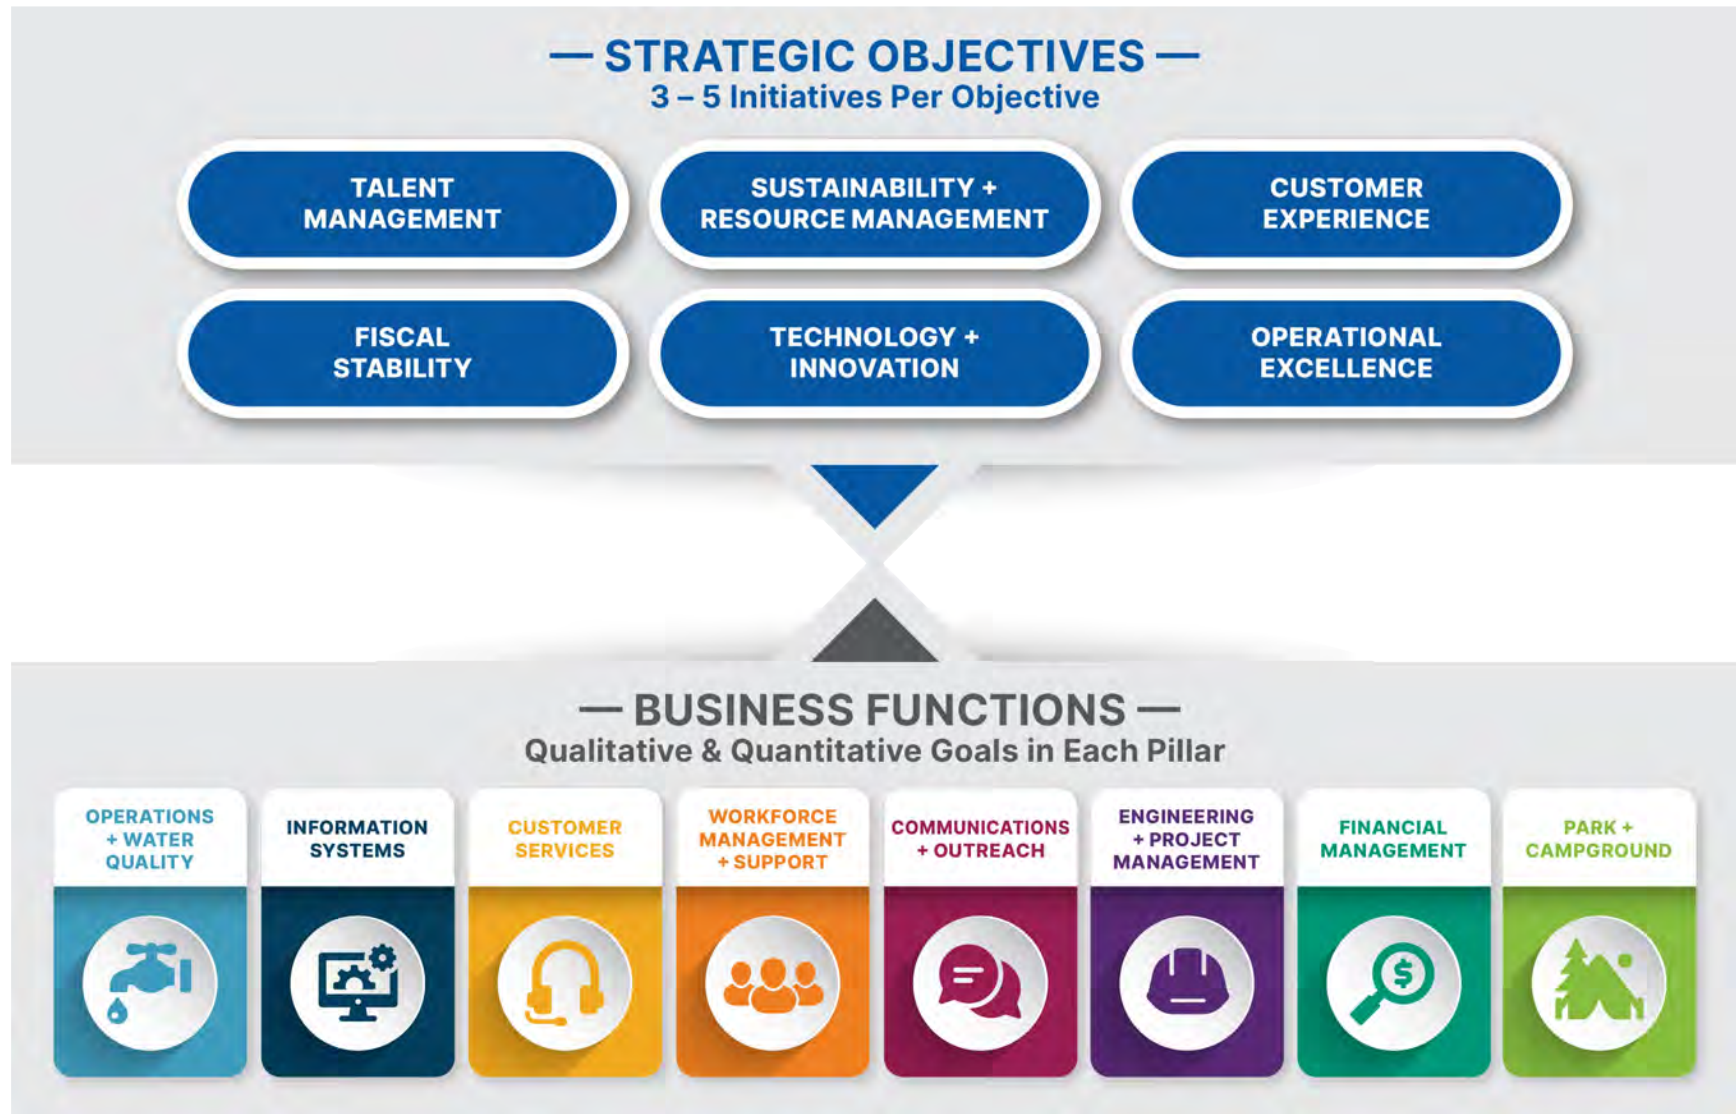 — STRATEGIC OBJECTIVES —
3 – 5 Initiatives Per Objective
TALENT
MANAGEMENT
SUSTAINABILITY +
RESOURCE MANAGEMENT
CUSTOMER
EXPERIENCE
FISCAL
STABILITY
TECHNOLOGY +
INNOVATION
OPERATIONAL
EXCELLENCE
— BUSINESS FUNCTIONS —
Qualitative & Quantitative Goals in Each Pillar
OPERATIONS
+ WATER
QUALITY
INFORMATION
SYSTEMS
CUSTOMER
SERVICES
WORKFORCE
MANAGEMENT
+ SUPPORT
COMMUNICATIONS
+ OUTREACH
ENGINEERING
+ PROJECT
MANAGEMENT
FINANCIAL
MANAGEMENT
PARK +
CAMPGROUND
$